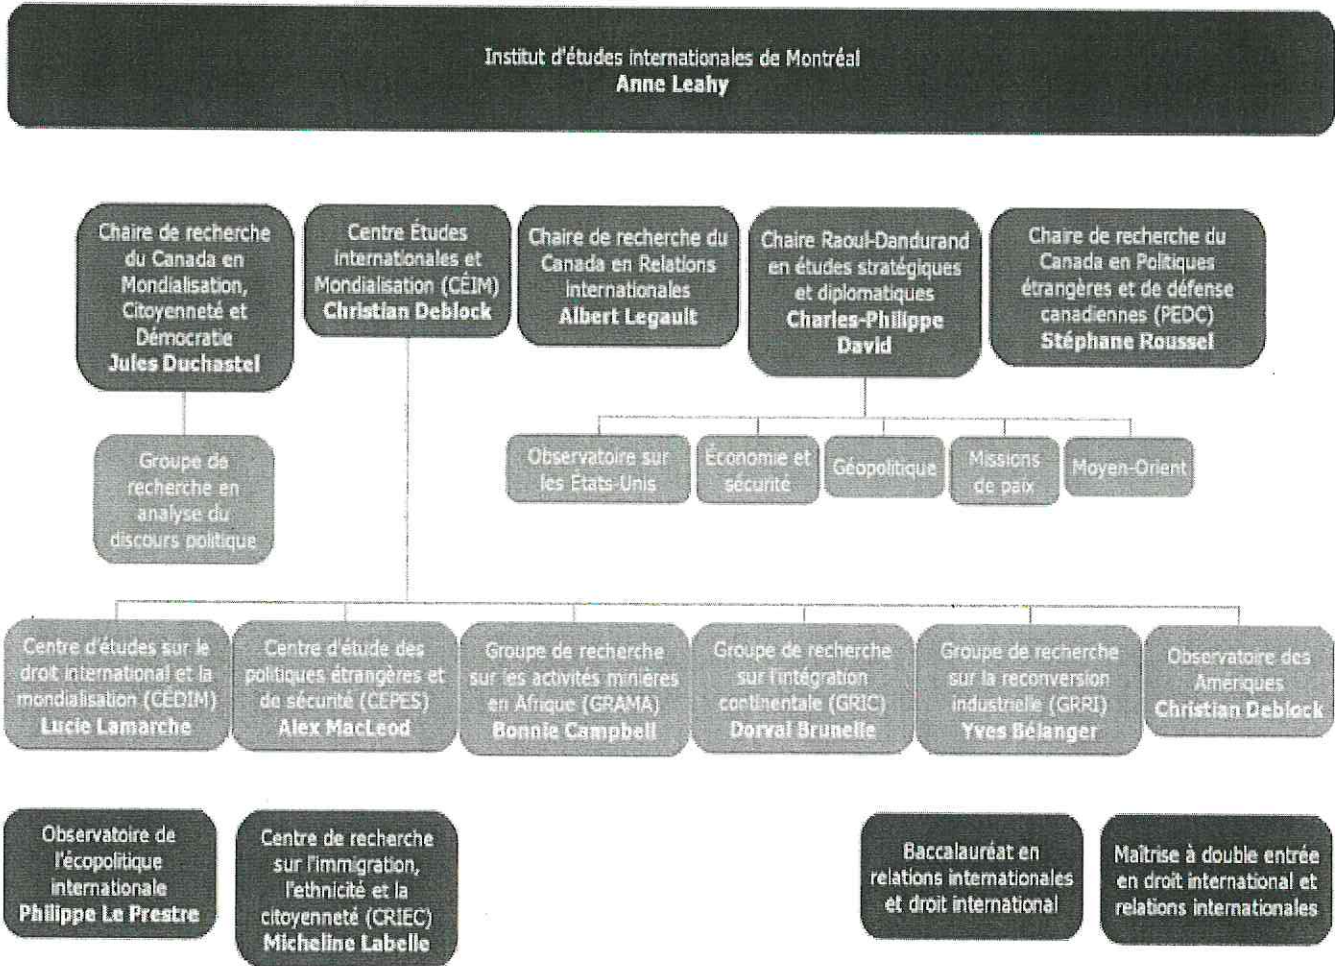 Institut d'études internationales de Montréal
Anne Leahy
Chaire de recherche
du Canada en
Mondialisation,
Citoyenneté et
Démocratie
Jules Duchastel
Centre Études
internationales et
Mondialisation (CÉIM)
Christian Deblock
Chaire de recherche du
Canada en Relations
internationales
Albert Legault
Chaire Raoul-Dandurand
en études stratégiques
et diplomatiques
Charles-Philippe
David
Chaire de recherche du
Canada en Politiques
étrangères et de défense
canadiennes (PEDC)
Stéphane Roussel
Groupe de
recherche en
analyse du
discours politique
Observatoire sur
les États-Unis
Économie et
sécurité
Géopolitique
Missions
de paix
Moyen-Orient
Centre d'études sur le
droit international et la
mondialisation (CÉDIM)
Lucie Lamarche
Centre d'étude des
politiques étrangères et
de sécurité (CEPES)
Alex MacLeod
Groupe de recherche
sur les activités minières
en Afrique (GRAMA)
Bonnie Campbell
Groupe de recherche
sur l'intégration
continentale (GRIC)
Dorval Brunelle
Groupe de recherche
sur la reconversion
industrielle (GRRI)
Yves Bélanger
Observatoire des
Amériques
Christian Deblock
Observatoire de
l'écopolitique
internationale
Philippe Le Prestre
Centre de recherche
sur l'immigration,
l'ethnicité et la
citoyenneté (CRIEC)
Micheline Labelle
Baccalauréat en
relations internationales
et droit international
Maîtrise à double entrée
en droit international et
relations internationales